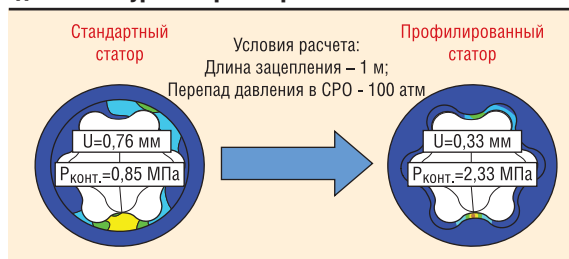 Стандартный
статор
Условия расчета:
Длина зацепления – 1 м;
Перепад давления в СРО - 100 атм
Профилированный
статор
U=0,76 мм
Pконт.=0,85 МПа
U=0,33 мм
Pконт.=2,33 МПа